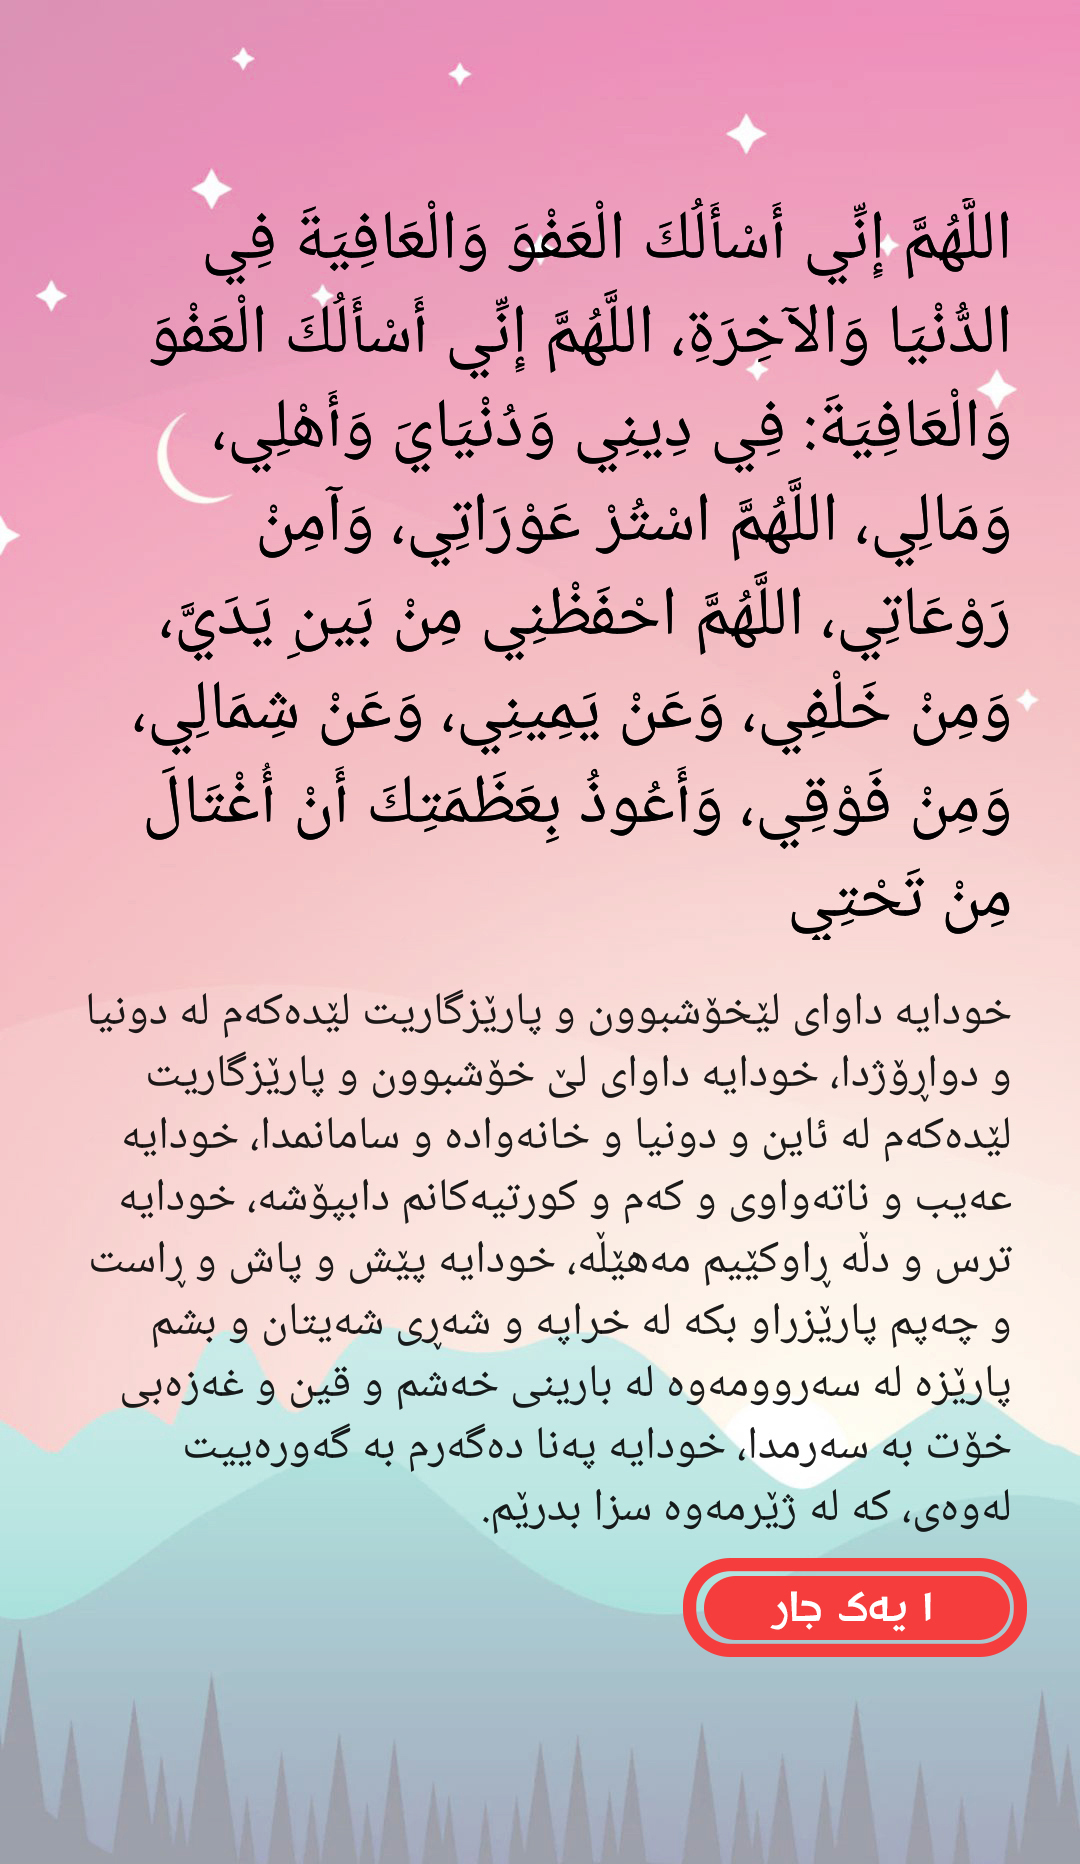 اللَّهُمَّ إِنِّي أَسْأَلُكَ الْعَفْوَ وَالْعَافِيَةَ فِي
الدُّنْيَا وَالآخِرَةِ، اللَّهُمَّ إِنِّي أَسْأَلُكَ الْعَفْوَ
وَالْعَافِيَةَ: فِي دِينِي وَدُنْيَايَ وَأَهْلِي،
وَمَالِي، اللَّهُمَّ اسْتُرْ عَوْرَاتِي، وَآمِنْ
رَوْعَاتِي، اللَّهُمَّ احْفَظْنِي مِنْ بَينِ يَدَيَّ،
وَمِنْ خَلْفِي، وَعَنْ يَمِينِي، وَعَنْ شِمَالِي،
وَمِنْ فَوْقِي، وَأَعُوذُ بِعَظَمَتِكَ أَنْ أُغْتَالَ
مِنْ تَحْتِي
خودایە داوای لێخۆشبوون و پارێزگاریت لێدەکەم لە دونیا
و دواڕۆژدا، خودایە داوای لێ خۆشبوون و پارێزگاریت
لێدەکەم لە ئاین و دونیا و خانەوادە و سامانمدا، خودایە
عەیب و ناتەواوی و کەم و کورتیەکانم داپپۆشە، خودایە
ترس و دڵە ڕاوکێیم مەهێڵە، خودایە پێش و پاش و ڕاست
و چەپم پارێزراو بکە لە خراپە و شەڕی شەیتان و بشم
پارێزە لە سەروومەوە لە بارینی خەشم و قین و غەزەبی
خۆت بە سەرمدا، خودایە پەنا دەگەرم بە گەورەییت
لەوەی، کە لە ژێرمەوە سزا بدرێم.
١ یەک جار